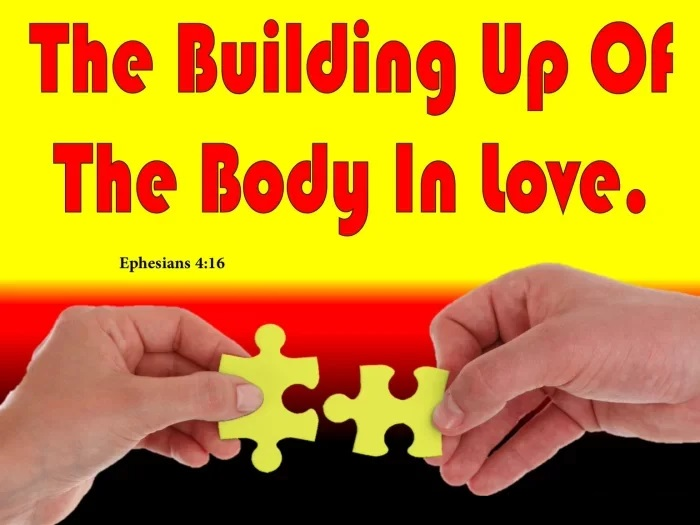 The Building Up Of
The Body In Love.
Ephesians 4:16